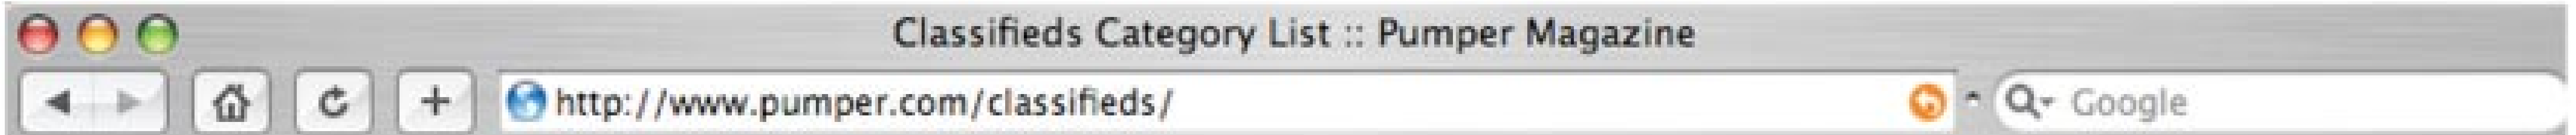 Classifieds Category List :: Pumper Magazine
http://www.pumper.com/classifieds/ Google